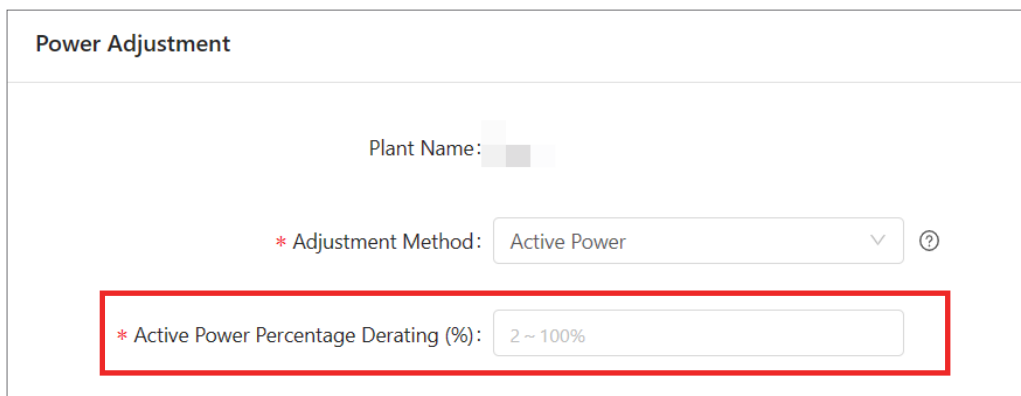 Power Adjustment
Plant Name:
* Adjustment Method: Active Power
* Active Power Percentage Derating (%): 2 ~ 100%